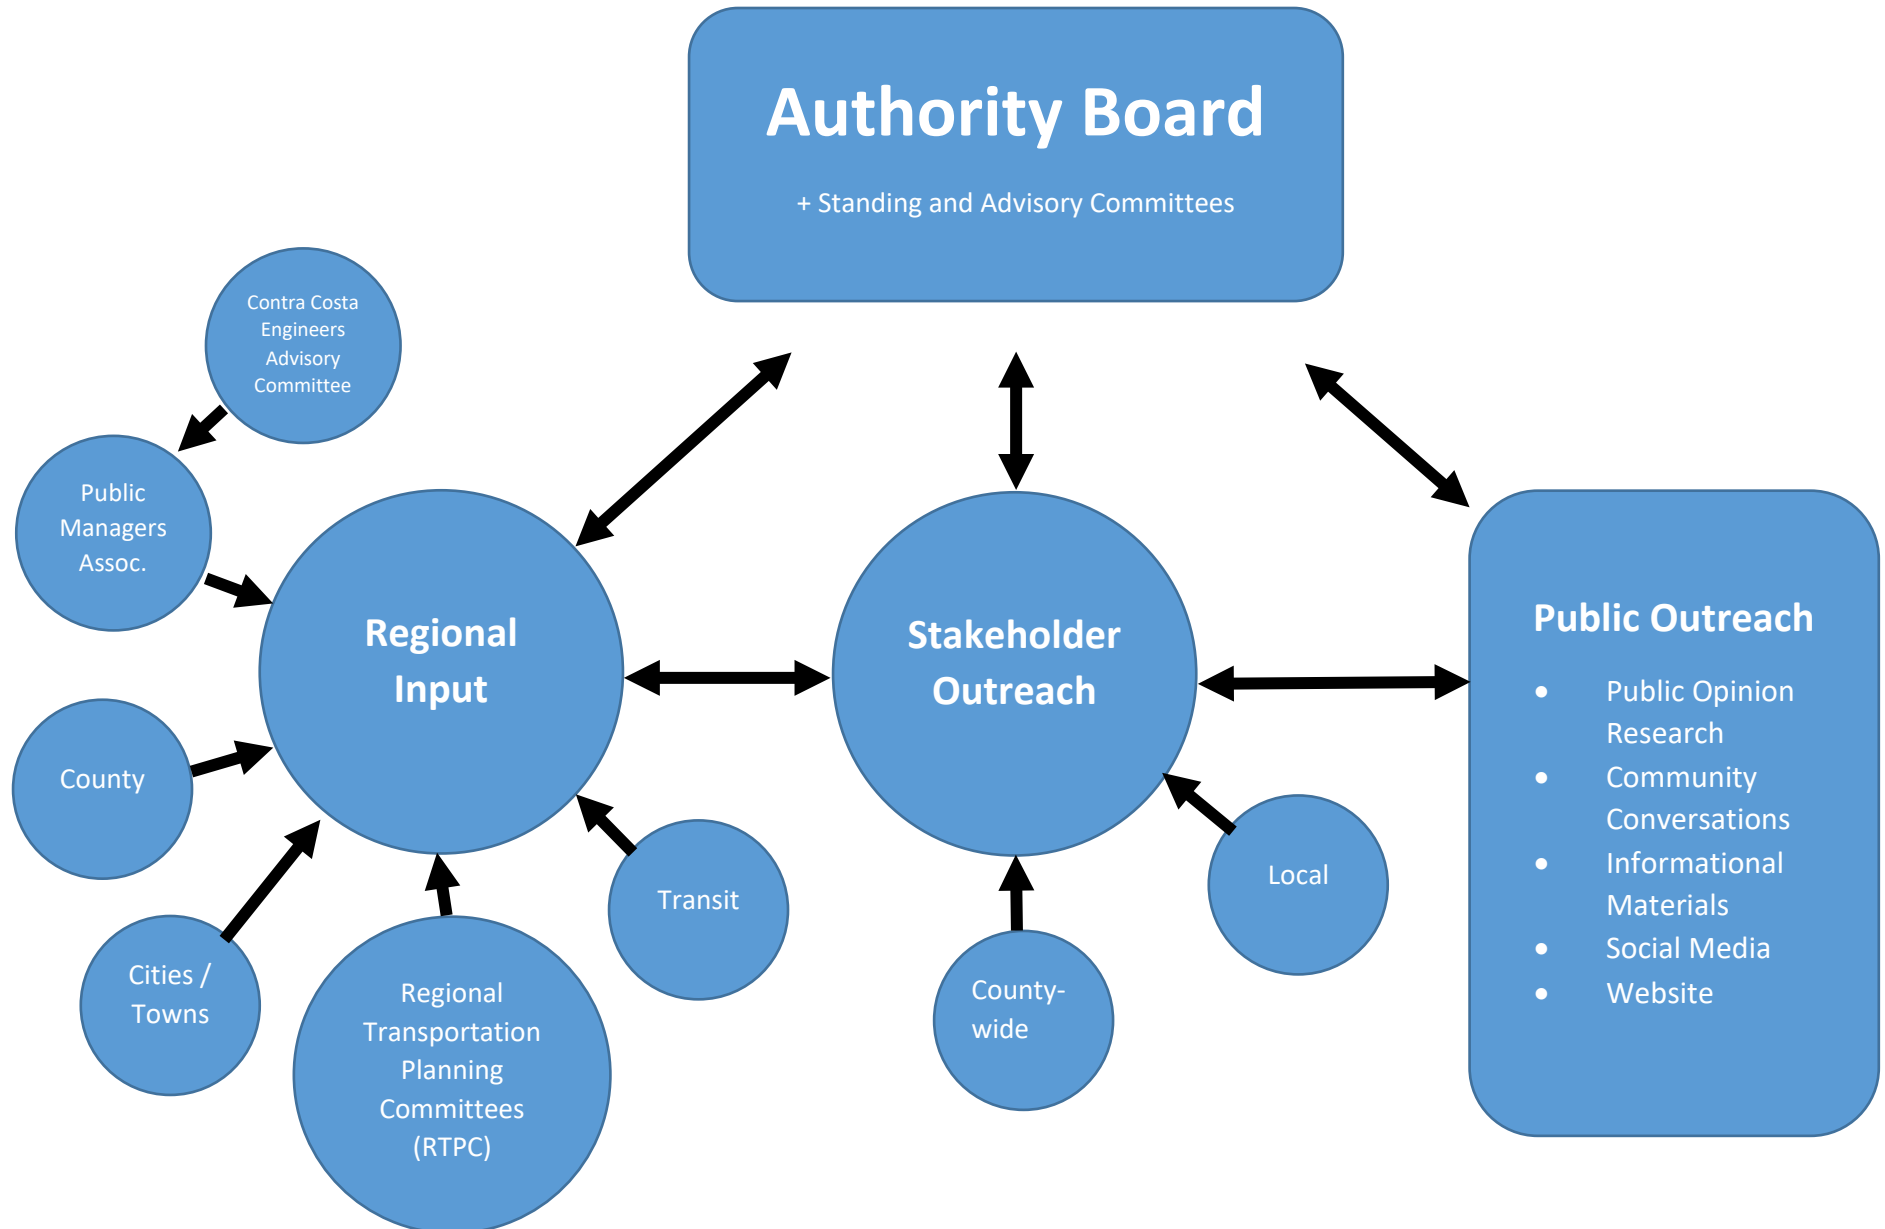 Authority Board
+ Standing and Advisory Committees
Contra Costa
Engineers
Advisory
Committee
Public
Managers
Assoc.
Regional
Input
Stakeholder
Outreach
Public Outreach
● Public Opinion
Research
● Community
Conversations
● Informational
Materials
● Social Media
● Website
County
Transit
Local
Cities /
Towns
Regional
Transportation
Planning
Committees
(RTPC)
County-
wide